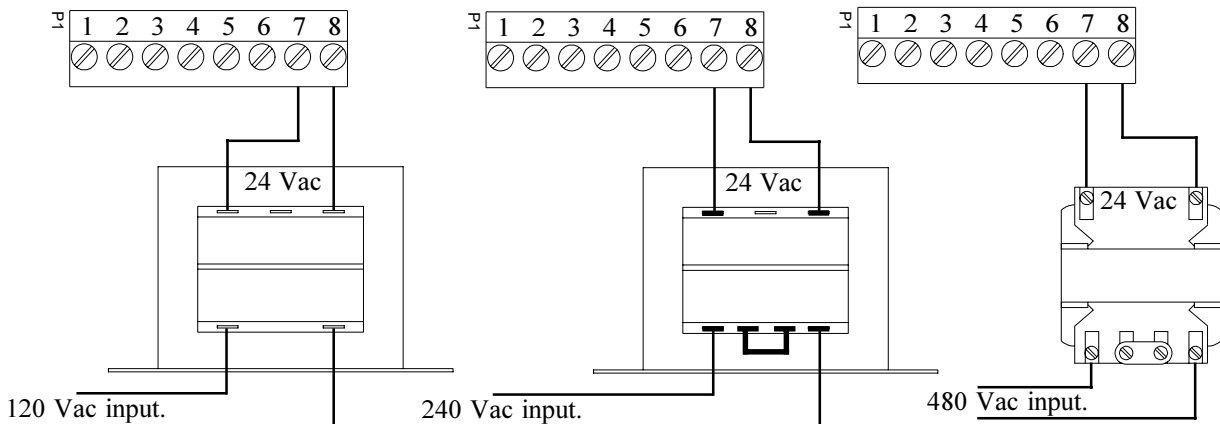 P1
1 2 3 4 5 6 7 8
24 Vac
120 Vac input.
P1
1 2 3 4 5 6 7 8
24 Vac
240 Vac input.
P1
1 2 3 4 5 6 7 8
24 Vac
480 Vac input.